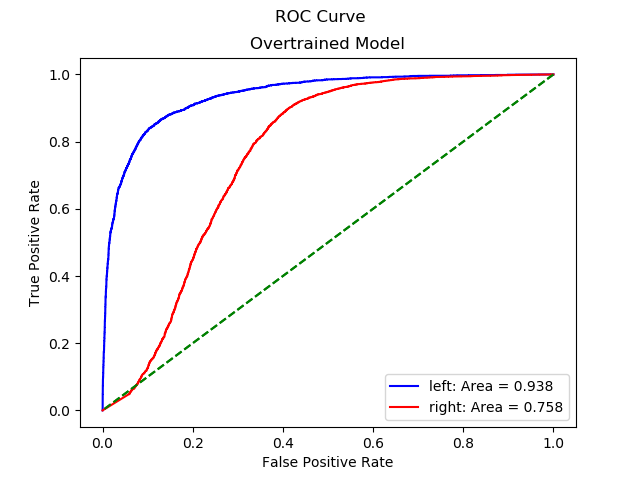 ROC Curve
Overtrained Model
1.0
0.8
0.6
0.4
0.2
0.0
True Positive Rate
left: Area = 0.938
right: Area = 0.758
0.0 0.2 0.4 0.6 0.8 1.0
False Positive Rate